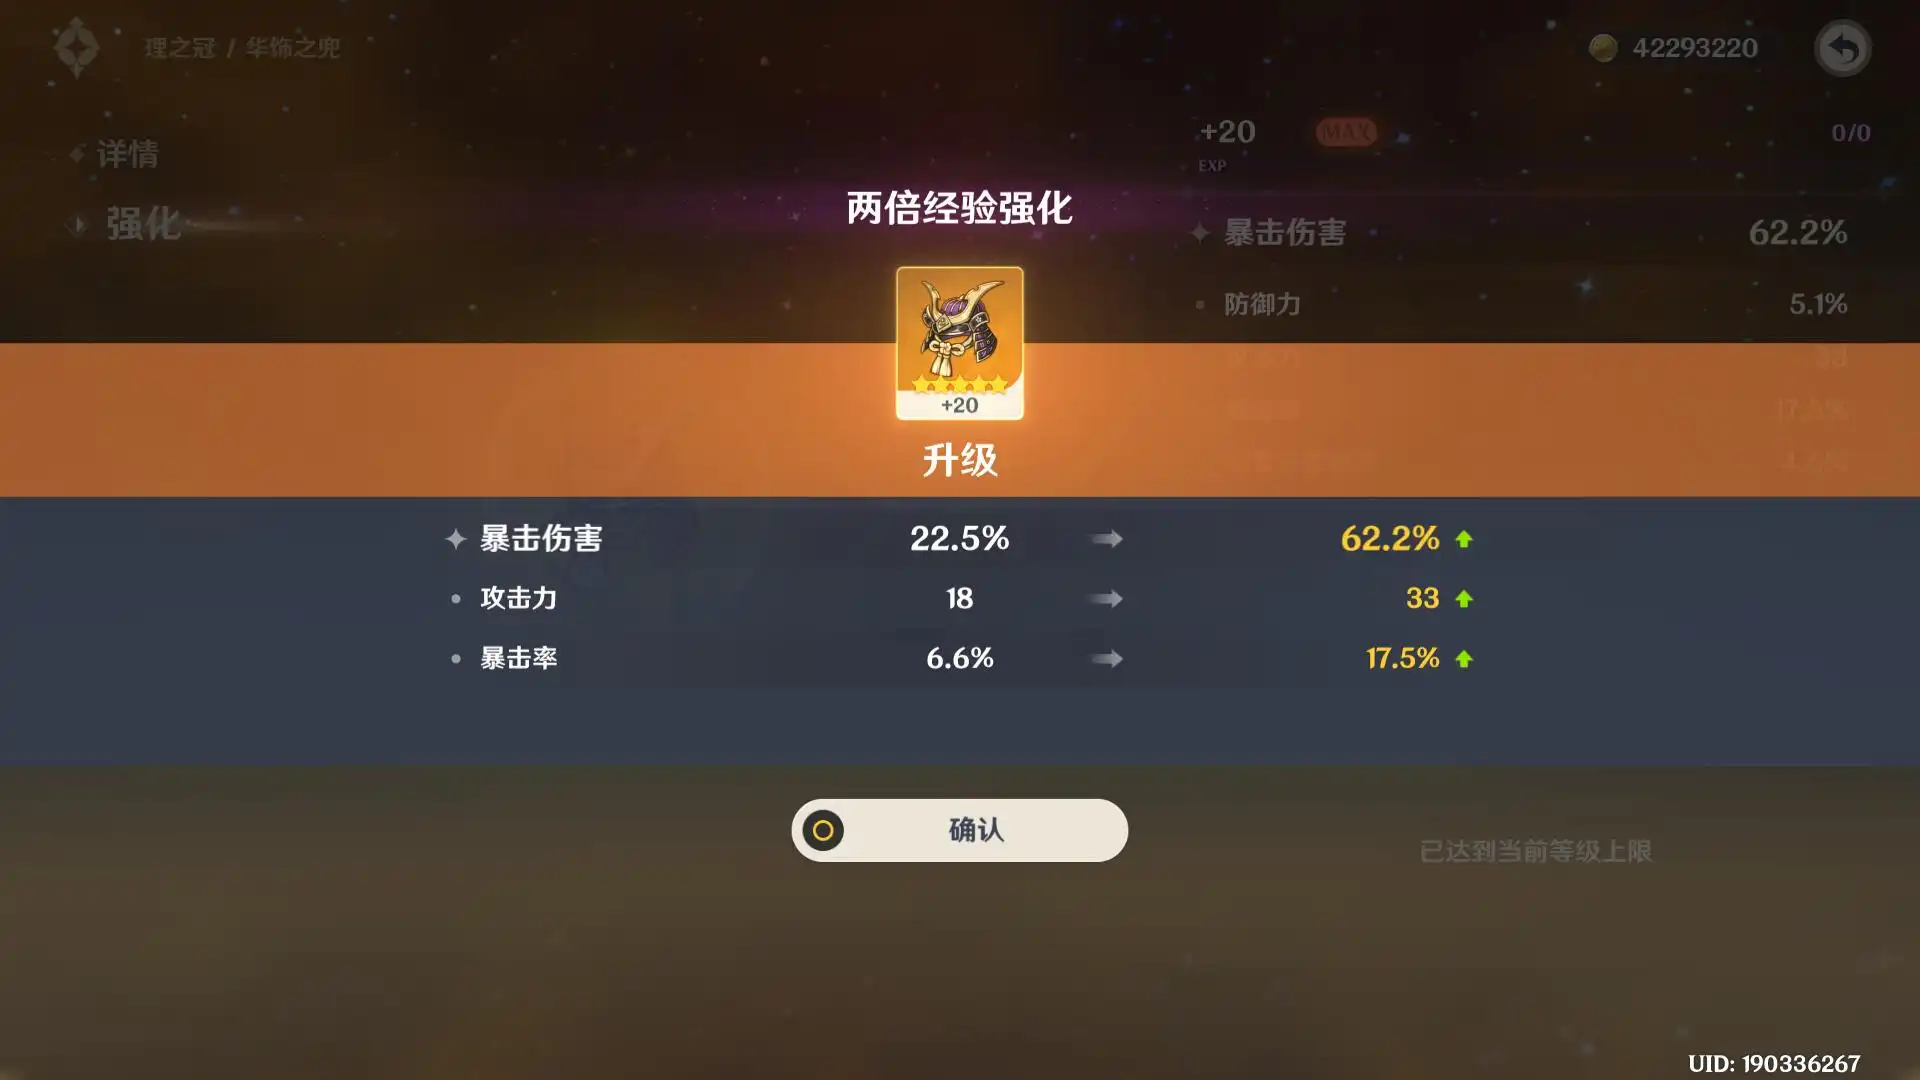 理之冠 / 华饰之兜
42293220
详情
强化
+20 MAX 0/0
EXP
两倍经验强化
暴击伤害 62.2%
防御力 5.1%
33
17.5%
+20
升级
暴击伤害 22.5% 62.2%
攻击力 18 33
暴击率 6.6% 17.5%
确认
已达到当前等级上限
UID: 190336267